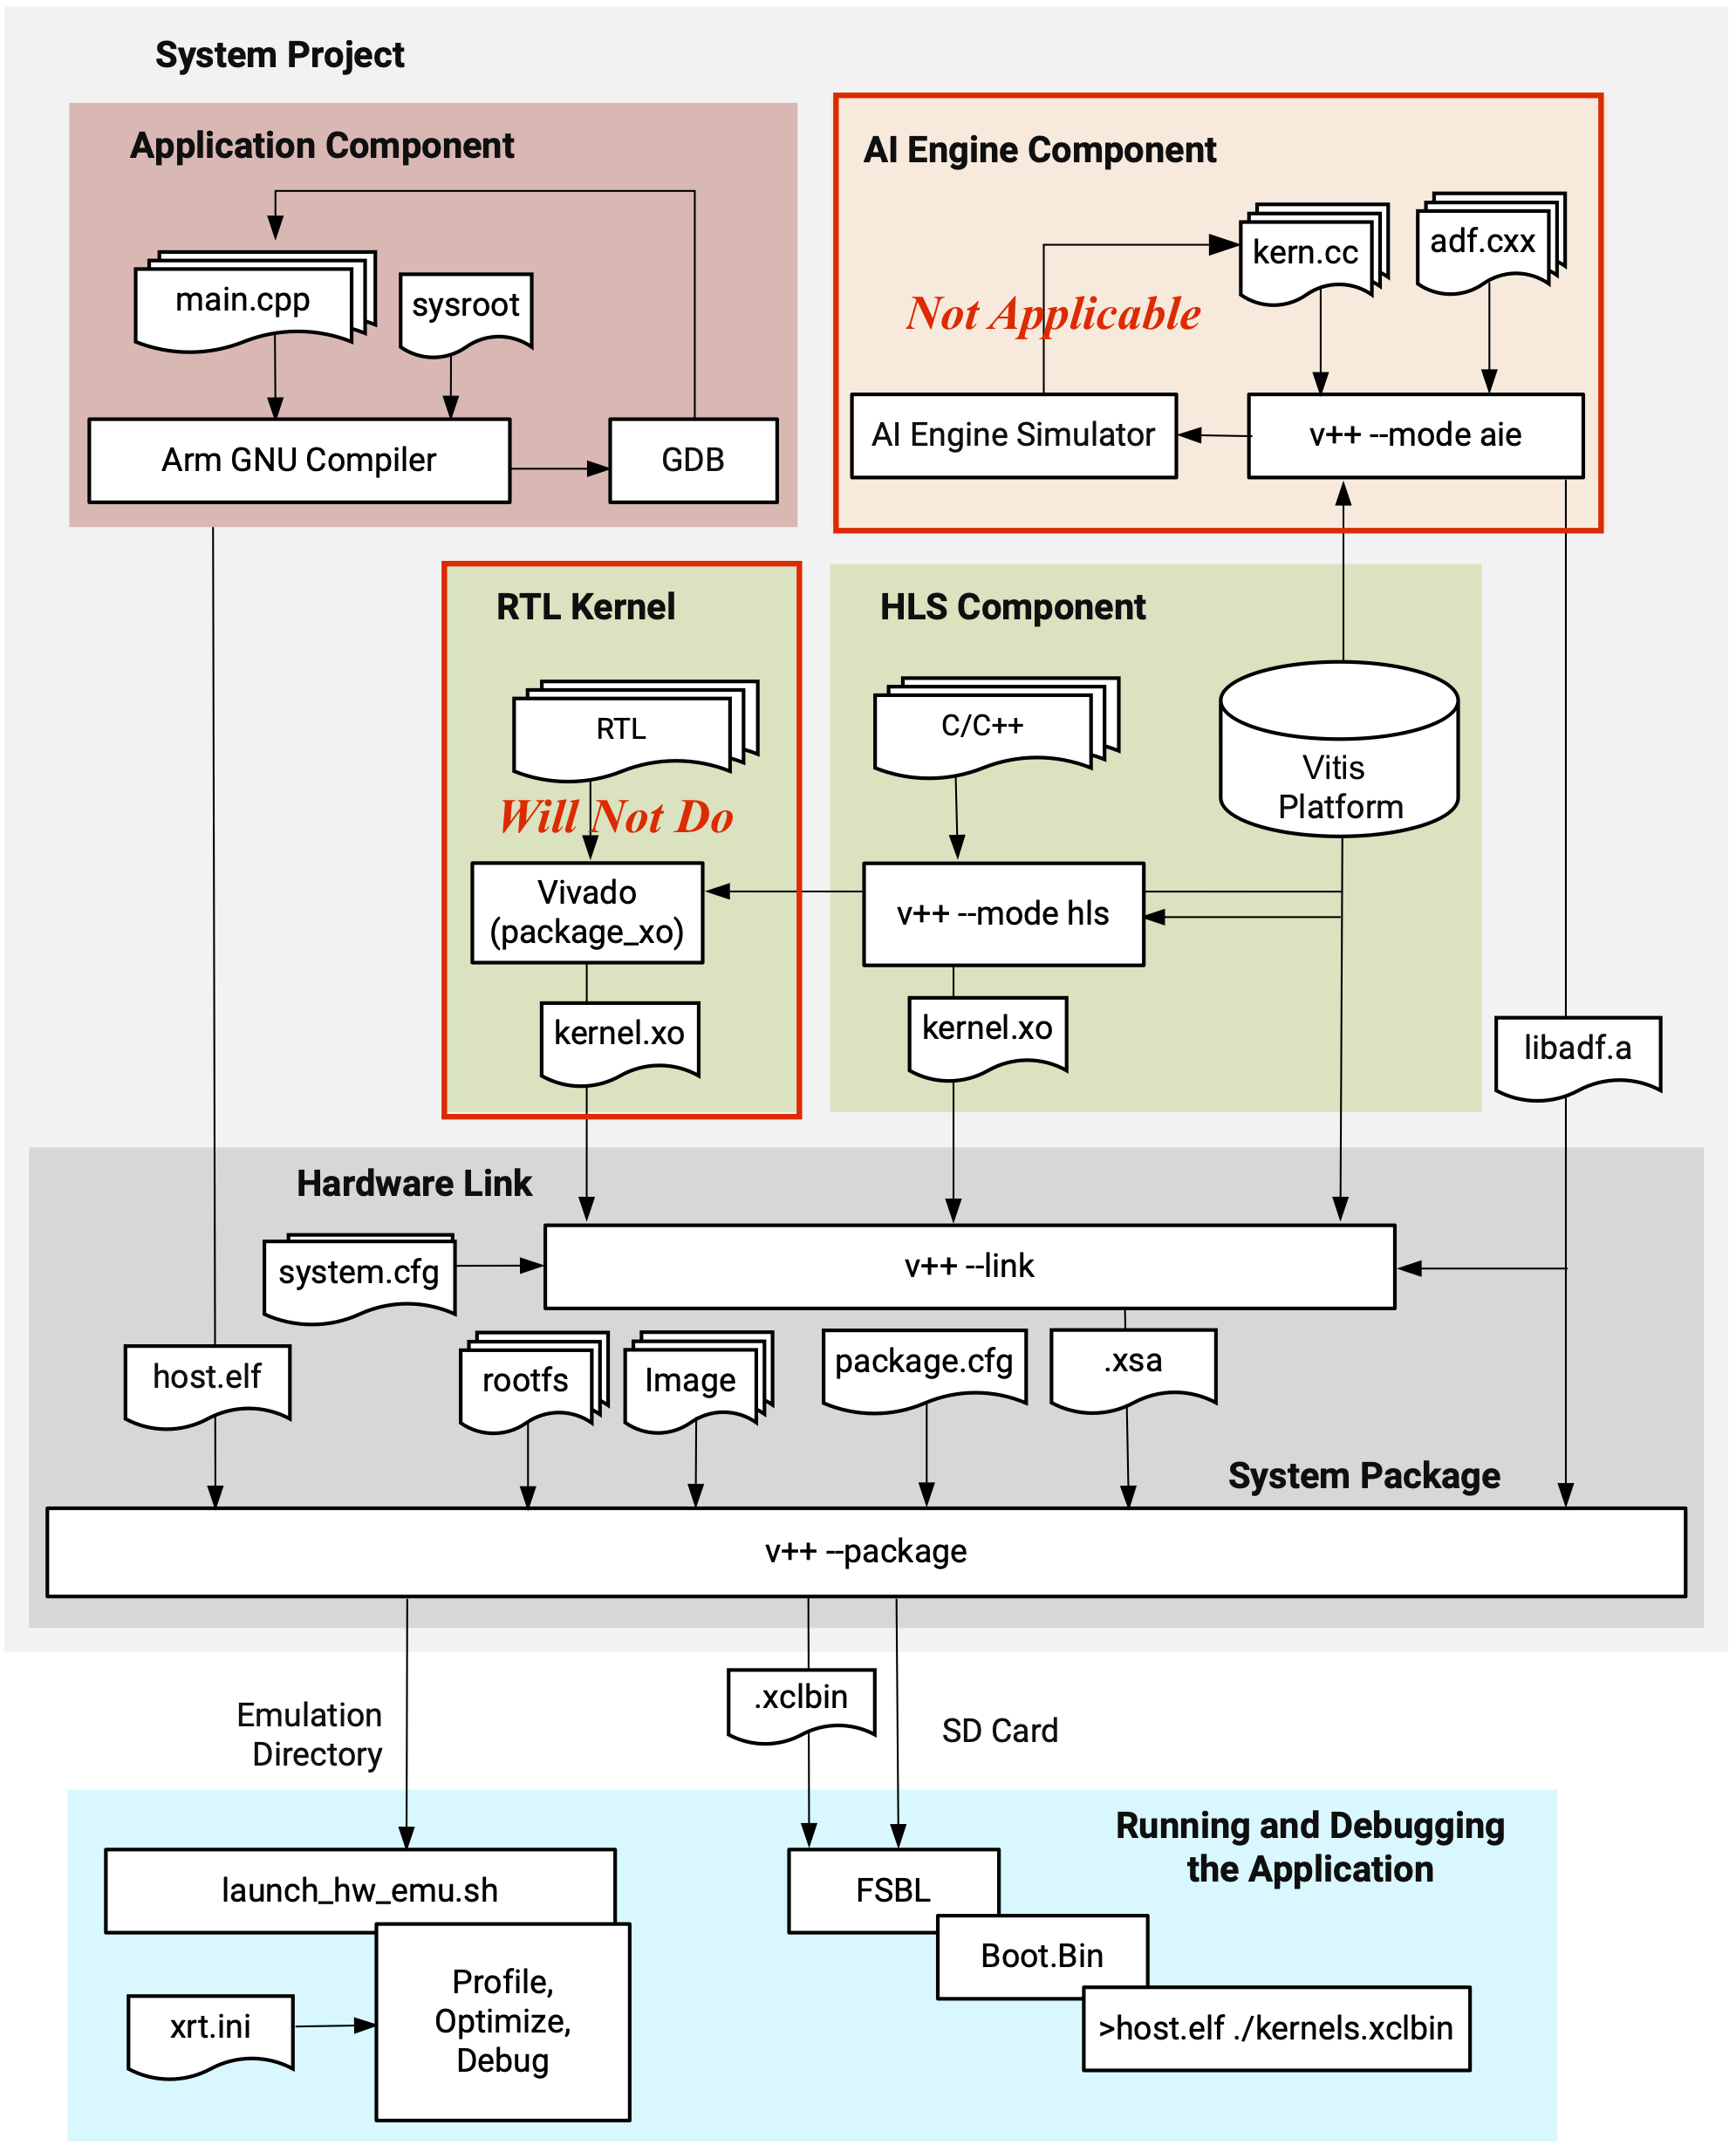 System Project
Application Component
main.cpp
sysroot
Arm GNU Compiler
GDB
AI Engine Component
kern.cc
adf.cxx
Not Applicable
AI Engine Simulator
v++ --mode aie
RTL Kernel
RTL
Will Not Do
Vivado
(package_xo)
kernel.xo
HLS Component
C/C++
Vitis
Platform
v++ --mode hls
kernel.xo
libadf.a
Hardware Link
system.cfg
v++ --link
host.elf
rootfs
Image
package.cfg
.xsa
System Package
v++ --package
Emulation
Directory
.xclbin
SD Card
Running and Debugging
the Application
launch_hw_emu.sh
xrt.ini
Profile,
Optimize,
Debug
FSBL
Boot.Bin
>host.elf ./kernels.xclbin